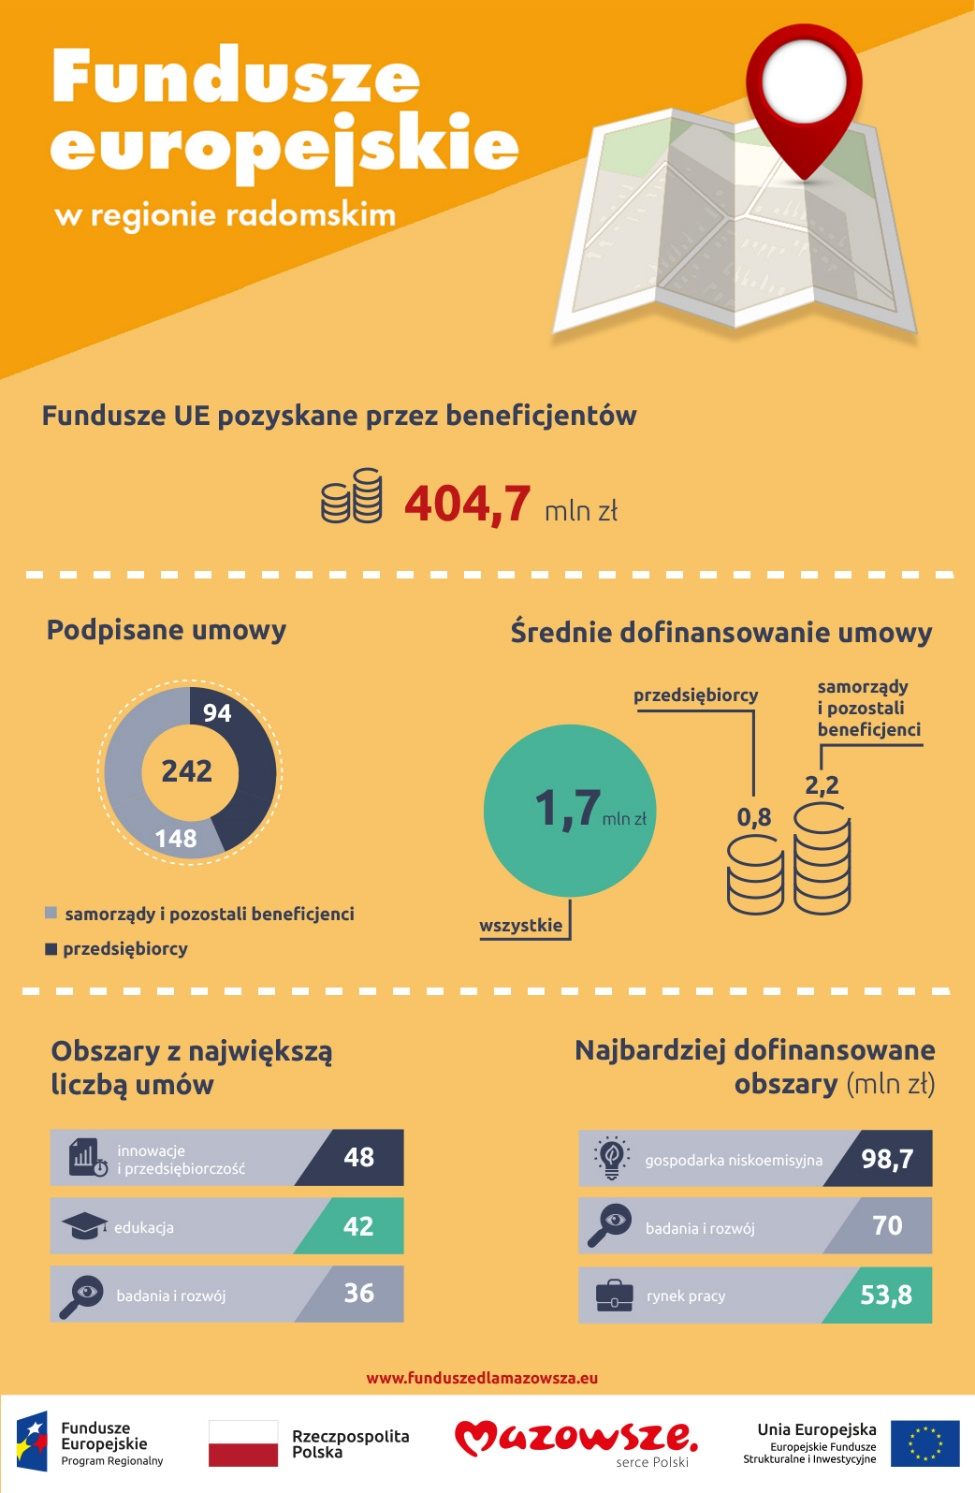 Fundusze
europejskie
w regionie radomskim
Fundusze UE pozyskane przez beneficjentów
404,7 mln zł
Podpisane umowy
94
242
148
samorządy i pozostali beneficjenci
przedsiębiorcy
Średnie dofinansowanie umowy
przedsiębiorcy
samorządy
i pozostali
beneficjenci
2,2
0,8
1,7 mln zł
wszystkie
Obszary z największą
liczbą umów
innowacje
i przedsiębiorczość
48
edukacja
42
badania i rozwój
36
Najbardziej dofinansowane
obszary (mln zł)
gospodarka niskoemisyjna
98,7
badania i rozwój
70
rynek pracy
53,8
www.funduszedlamazowsza.eu
Fundusze
Europejskie
Program Regionalny
Rzeczpospolita
Polska
Mazowsze.
serce Polski
Unia Europejska
Europejskie Fundusze
Strukturalne i Inwestycyjne